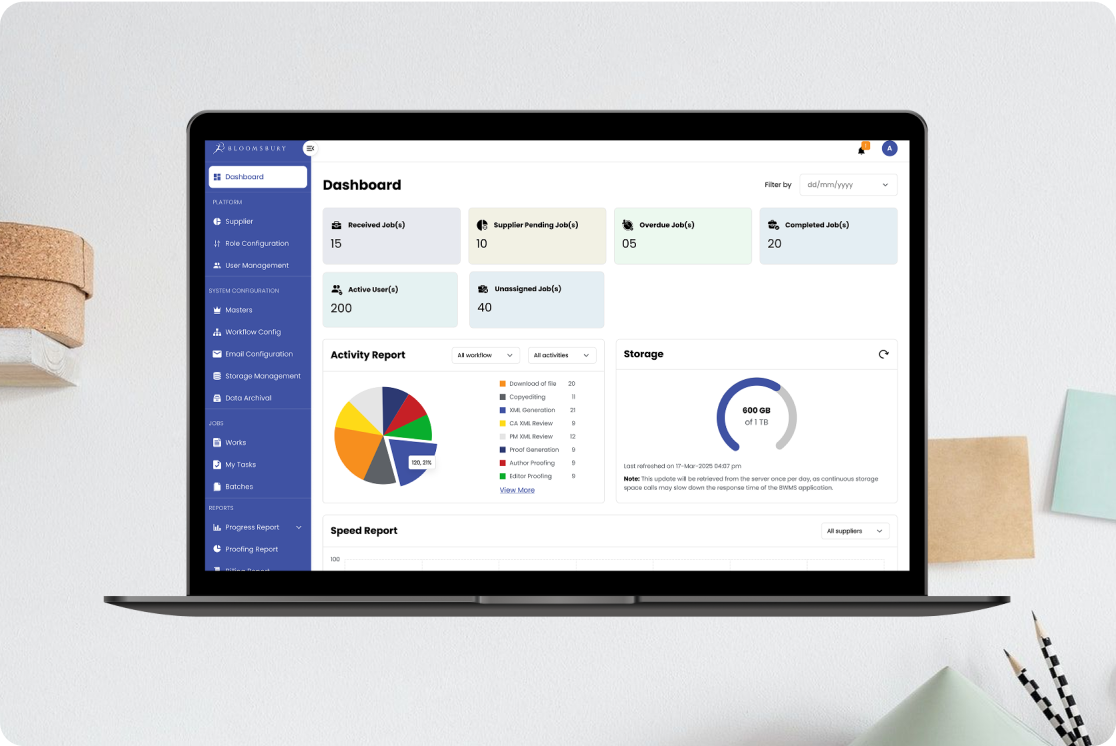 BLOOMSBURY
A
Dashboard
PLATFORM
Supplier
Role Configuration
User Management
SYSTEM CONFIGURATION
Masters
Workflow Config
Email Configuration
Storage Management
Data Archival
JOBS
Works
My Tasks
Batches
REPORTS
Progress Report
Proofing Report
Billing Report
Dashboard
Filter by
dd/mm/yyyy
Received Job(s)
15
Supplier Pending Job(s)
10
Overdue Job(s)
05
Completed Job(s)
20
Active User(s)
200
Unassigned Job(s)
40
Activity Report
All workflow
All activities
120, 21%
Download of file 20
Copyediting 11
XML Generation 21
CA XML Review 9
PM XML Review 12
Proof Generation 9
Author Proofing 9
Editor Proofing 9
View More
Storage
600 GB
of 1 TB
Last refreshed on 17-Mar-2025 04:07 pm
Note: This update will be retrieved from the server once per day, as continuous storage
space calls may slow down the response time of the BWMS application.
Speed Report
All suppliers
100